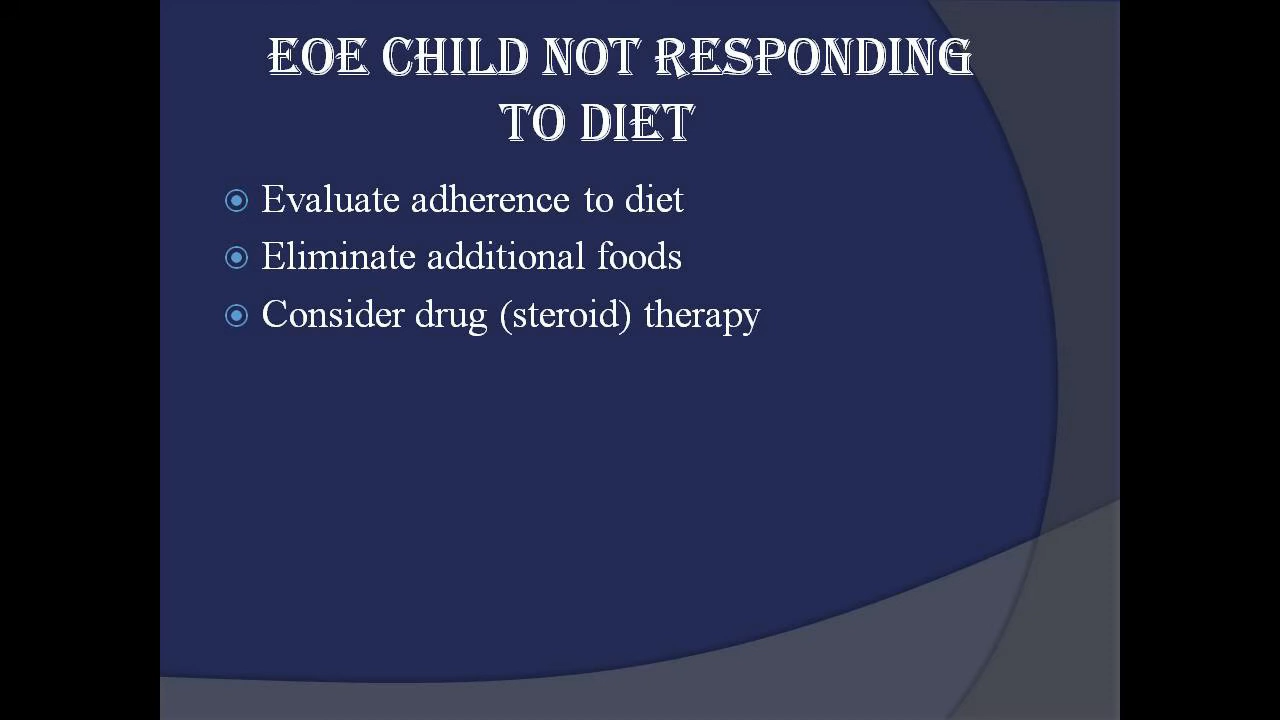 EOE CHILD NOT RESPONDING
TO DIET
Evaluate adherence to diet
Eliminate additional foods
Consider drug (steroid) therapy